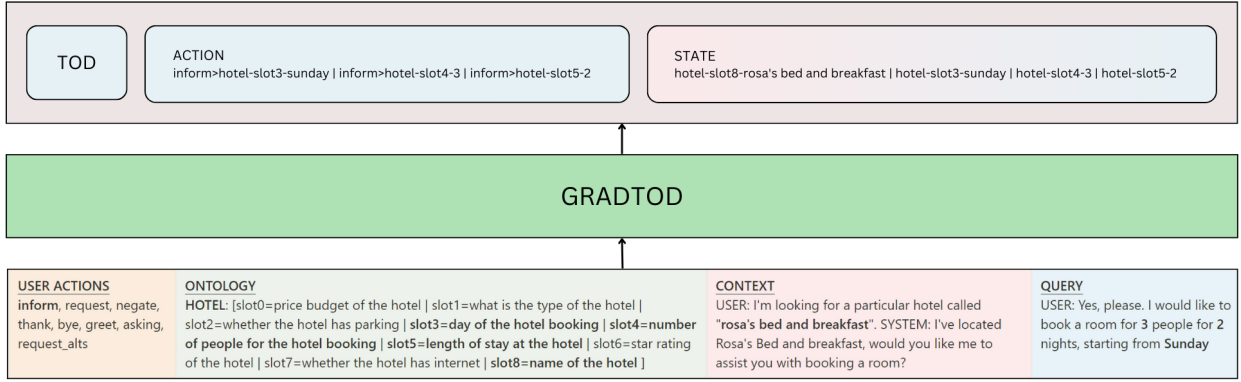 TOD
ACTION
inform>hotel-slot3-sunday | inform>hotel-slot4-3 | inform>hotel-slot5-2
STATE
hotel-slot8-rosa's bed and breakfast | hotel-slot3-sunday | hotel-slot4-3 | hotel-slot5-2
GRADTOD
USER ACTIONS
inform, request, negate,
thank, bye, greet, asking,
request_alts
ONTOLOGY
HOTEL: [slot0=price budget of the hotel | slot1=what is the type of the hotel |
slot2=whether the hotel has parking | slot3=day of the hotel booking | slot4=number
of people for the hotel booking | slot5=length of stay at the hotel | slot6=star rating
of the hotel | slot7=whether the hotel has internet | slot8=name of the hotel ]
CONTEXT
USER: I'm looking for a particular hotel called
"rosa's bed and breakfast". SYSTEM: I've located
Rosa's Bed and breakfast, would you like me to
assist you with booking a room?
QUERY
USER: Yes, please. I would like to
book a room for 3 people for 2
nights, starting from Sunday